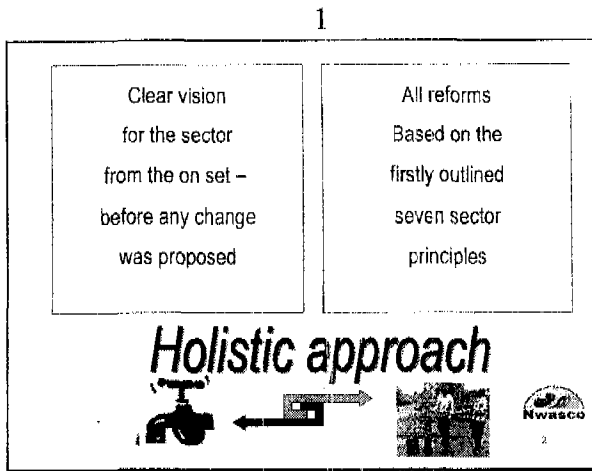 1
Clear vision
for the sector
from the on set –
before any change
was proposed
All reforms
Based on the
firstly outlined
seven sector
principles
Holistic approach
Nwasco
2